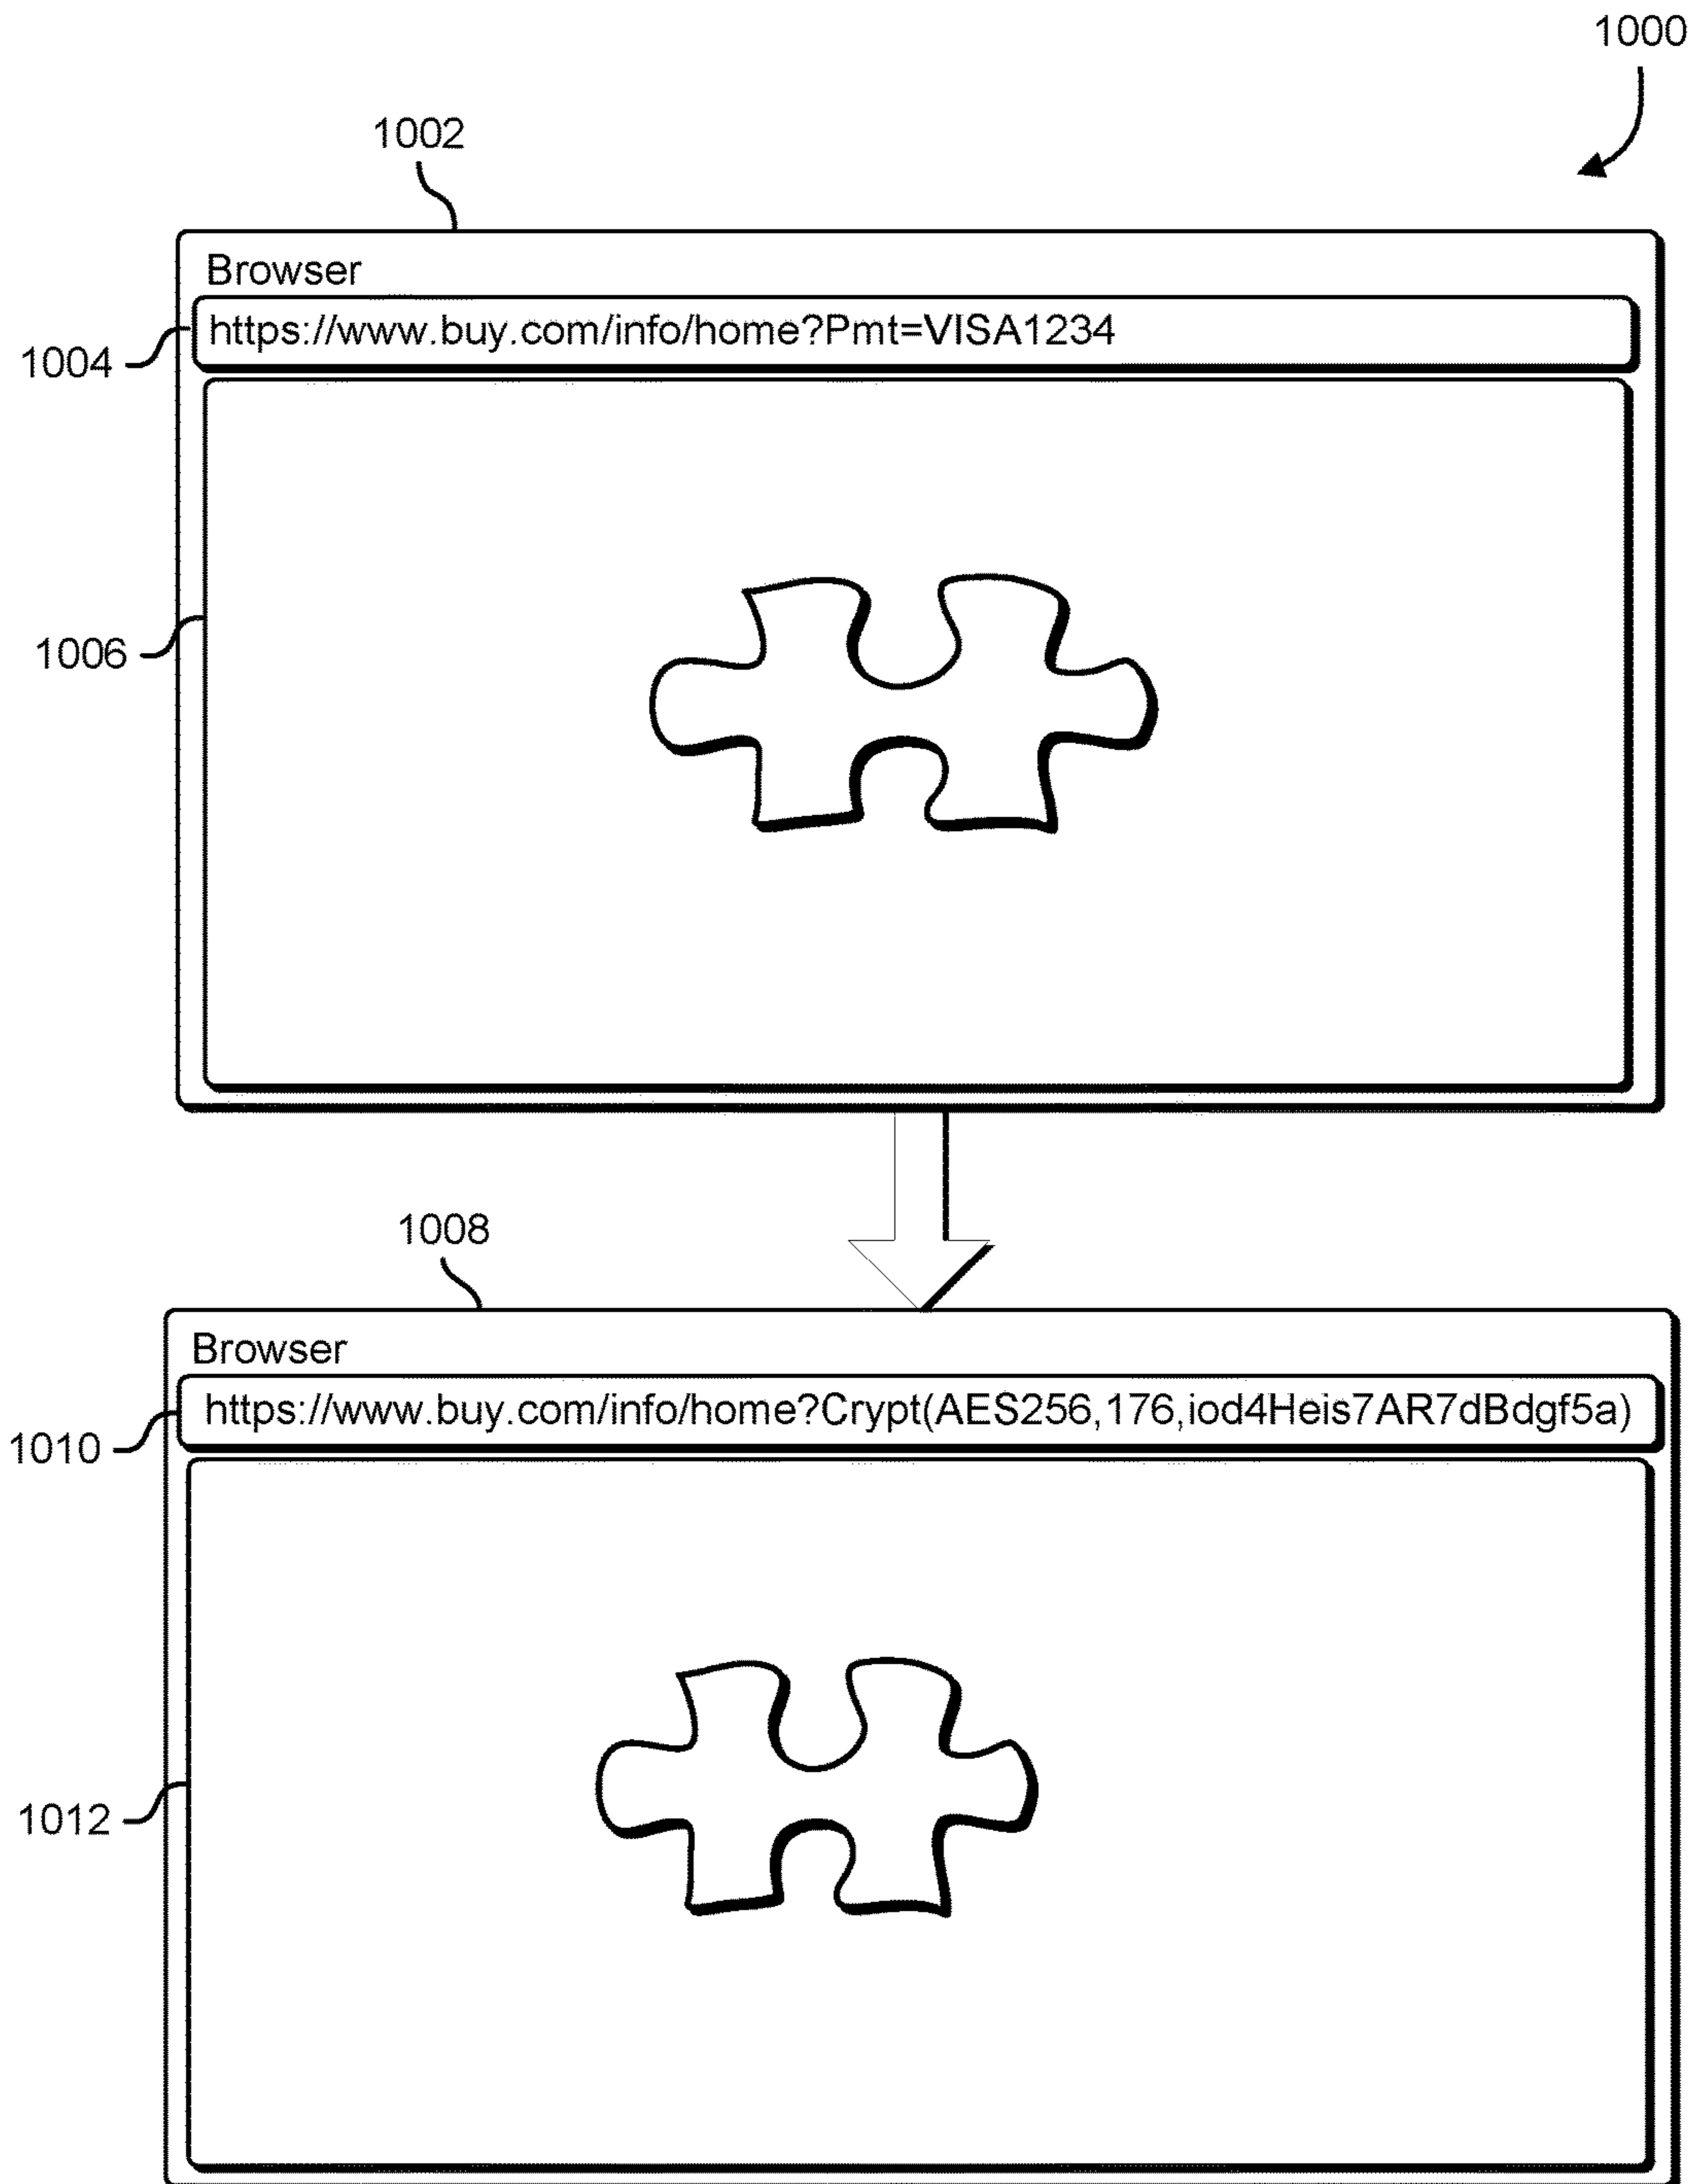 1000
1002
Browser
https://www.buy.com/info/home?Pmt=VISA1234
1004
1006
1008
Browser
https://www.buy.com/info/home?Crypt(AES256,176,iod4Heis7AR7dBdgf5a)
1010
1012